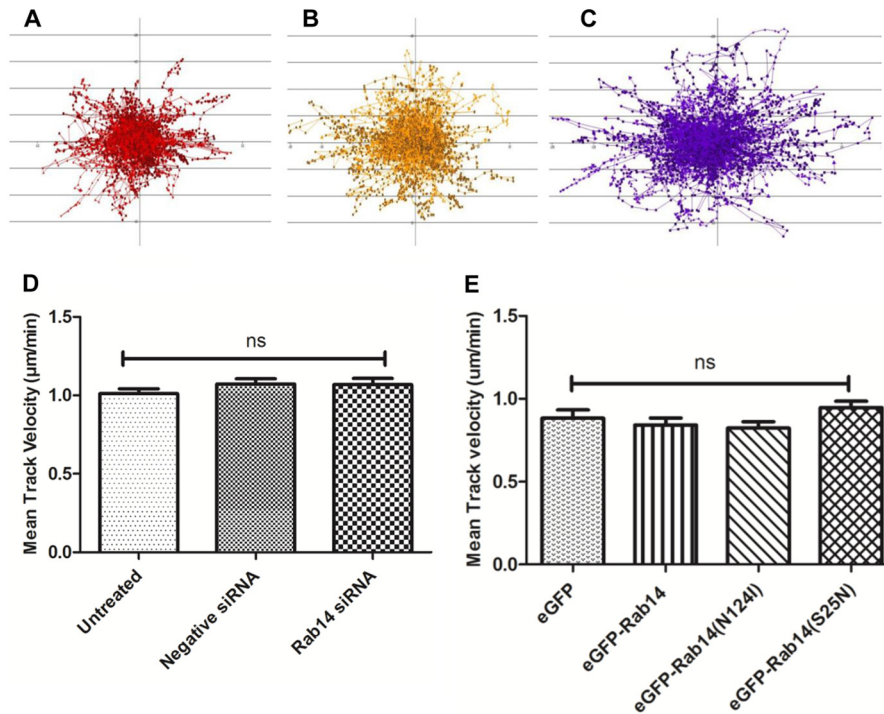 A
B
C
D
Mean Track Velocity (µm/min)
1.5
1.0
0.5
0.0
ns
Untreated
Negative siRNA
Rab14 siRNA
E
Mean Track velocity (um/min)
1.5
1.0
0.5
0.0
ns
eGFP
eGFP-Rab14
eGFP-Rab14(N124I)
eGFP-Rab14(S25N)